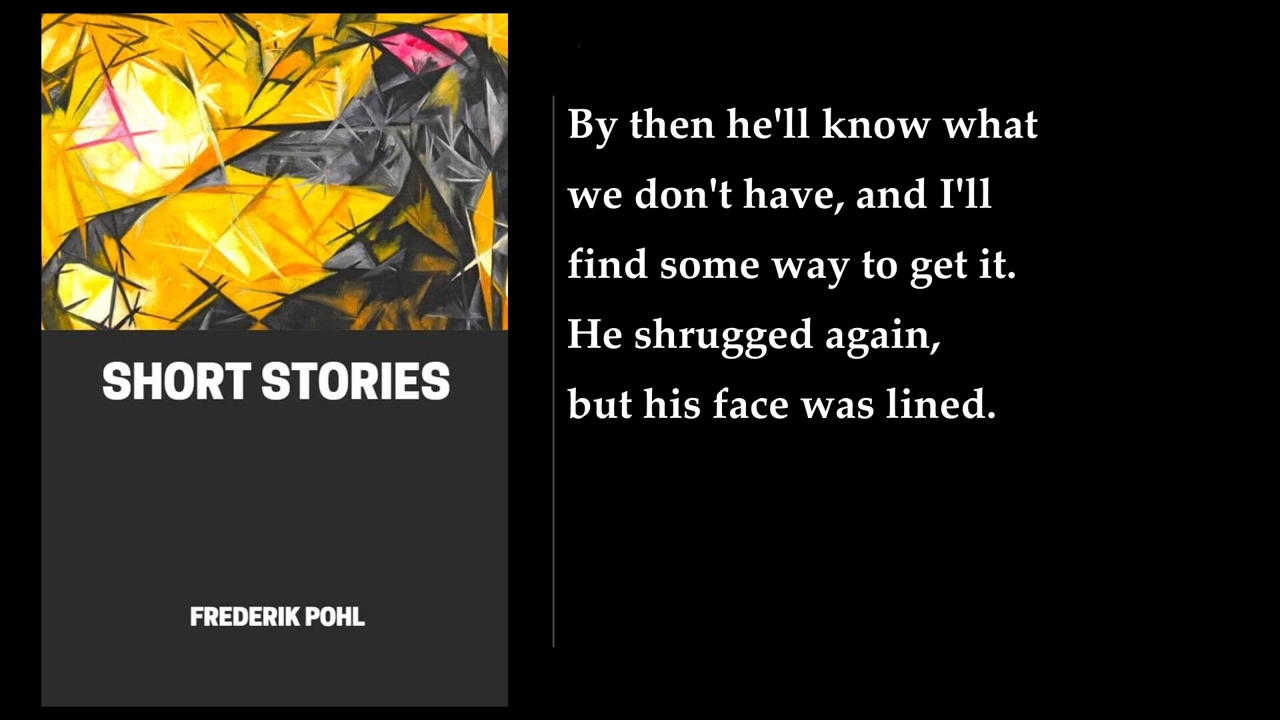 SHORT STORIES
FREDERIK POHL
By then he'll know what
we don't have, and I'll
find some way to get it.
He shrugged again,
but his face was lined.